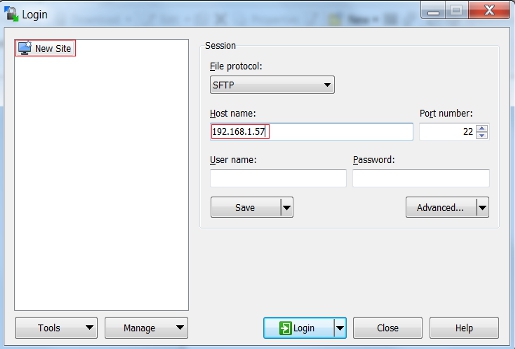 Login
New Site
Session
File protocol:
SFTP
Host name:
Port number:
192.168.1.57
22
User name:
Password:
Save
Advanced...
Tools
Manage
Login
Close
Help